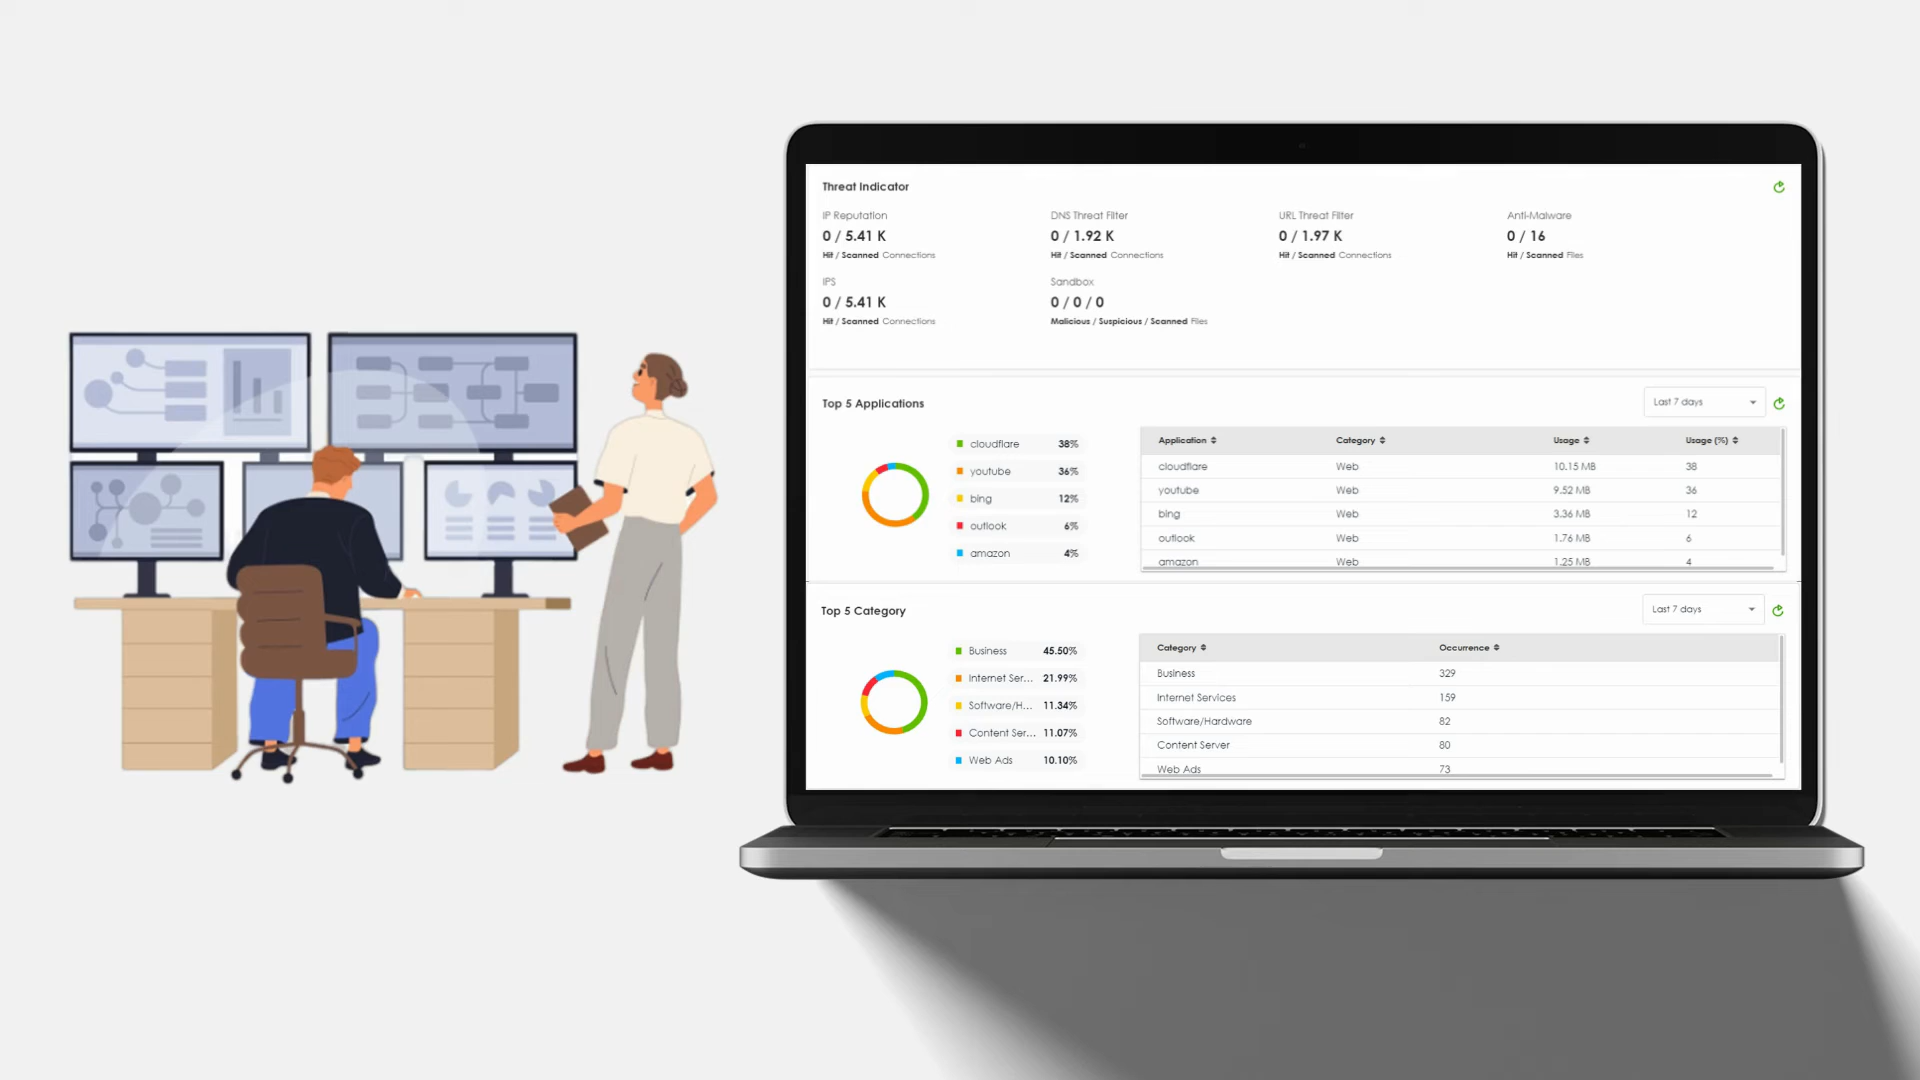 Threat Indicator
IP Reputation
0 / 5.41 K
Hit / Scanned Connections
DNS Threat Filter
0 / 1.92 K
Hit / Scanned Connections
URL Threat Filter
0 / 1.97 K
Hit / Scanned Connections
Anti-Malware
0 / 16
Hit / Scanned Files
IPS
0 / 5.41 K
Hit / Scanned Connections
Sandbox
0 / 0 / 0
Malicious / Suspicious / Scanned Files
Top 5 Applications
Last 7 days
cloudflare 38%
youtube 36%
bing 12%
outlook 6%
amazon 4%
Application Category Usage Usage (%)
cloudflare Web 10.15 MB 38
youtube Web 9.52 MB 36
bing Web 3.36 MB 12
outlook Web 1.76 MB 6
amazon Web 1.25 MB 4
Top 5 Category
Last 7 days
Business 45.50%
Internet Ser... 21.99%
Software/H... 11.34%
Content Ser... 11.07%
Web Ads 10.10%
Category Occurrence
Business 329
Internet Services 159
Software/Hardware 82
Content Server 80
Web Ads 73